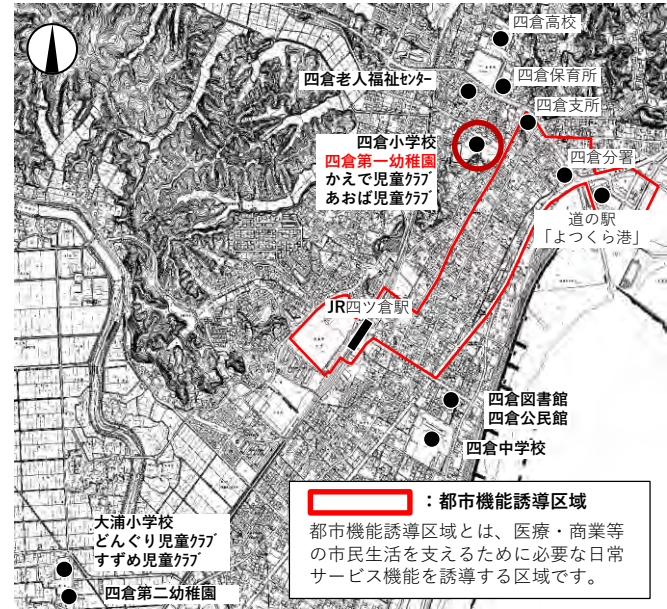 四倉高校
四倉老人福祉ｾﾝﾀｰ
四倉保育所
四倉支所
四倉小学校
四倉第一幼稚園
かえで児童ｸﾗﾌﾞ
あおば児童ｸﾗﾌﾞ
四倉分署
道の駅
「よつくら港」
JR四ツ倉駅
四倉図書館
四倉公民館
四倉中学校
：都市機能誘導区域
都市機能誘導区域とは、医療・商業等
の市民生活を支えるために必要な日常
サービス機能を誘導する区域です。
大浦小学校
どんぐり児童ｸﾗﾌﾞ
すずめ児童ｸﾗﾌﾞ
四倉第二幼稚園